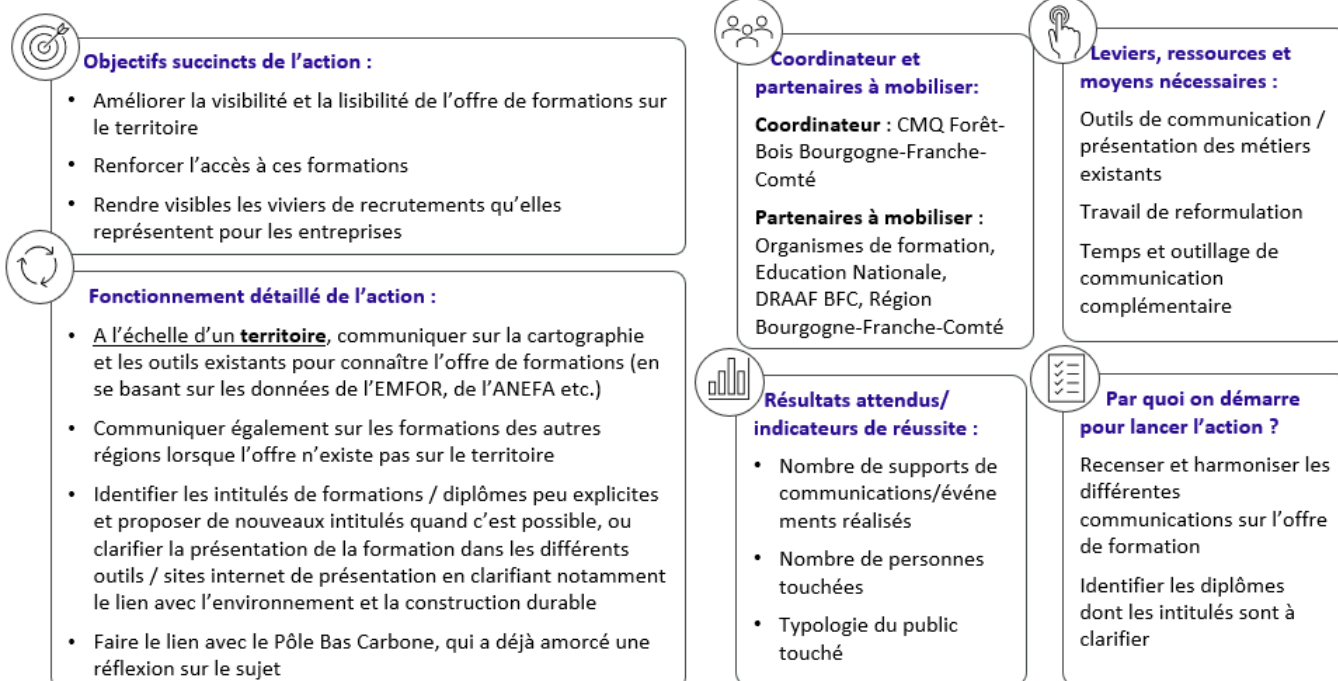 Objectifs succincts de l’action :
• Améliorer la visibilité et la lisibilité de l’offre de formations sur
le territoire
• Renforcer l’accès à ces formations
• Rendre visibles les viviers de recrutements qu’elles
représentent pour les entreprises
Fonctionnement détaillé de l’action :
• A l’échelle d’un territoire, communiquer sur la cartographie
et les outils existants pour connaître l’offre de formations (en
se basant sur les données de l’EMFOR, de l’ANEFA etc.)
• Communiquer également sur les formations des autres
régions lorsque l’offre n’existe pas sur le territoire
• Identifier les intitulés de formations / diplômes peu explicites
et proposer de nouveaux intitulés quand c’est possible, ou
clarifier la présentation de la formation dans les différents
outils / sites internet de présentation en clarifiant notamment
le lien avec l’environnement et la construction durable
• Faire le lien avec le Pôle Bas Carbone, qui a déjà amorcé une
réflexion sur le sujet
Coordinateur et
partenaires à mobiliser:
Coordinateur : CMQ Forêt-
Bois Bourgogne-Franche-
Comté
Partenaires à mobiliser :
Organismes de formation,
Education Nationale,
DRAAF BFC, Région
Bourgogne-Franche-Comté
Leviers, ressources et
moyens nécessaires :
Outils de communication /
présentation des métiers
existants
Travail de reformulation
Temps et outillage de
communication
complémentaire
Résultats attendus/
indicateurs de réussite :
• Nombre de supports de
communications/événe
ments réalisés
• Nombre de personnes
touchées
• Typologie du public
touché
Par quoi on démarre
pour lancer l’action ?
Recenser et harmoniser les
différentes
communications sur l’offre
de formation
Identifier les diplômes
dont les intitulés sont à
clarifier